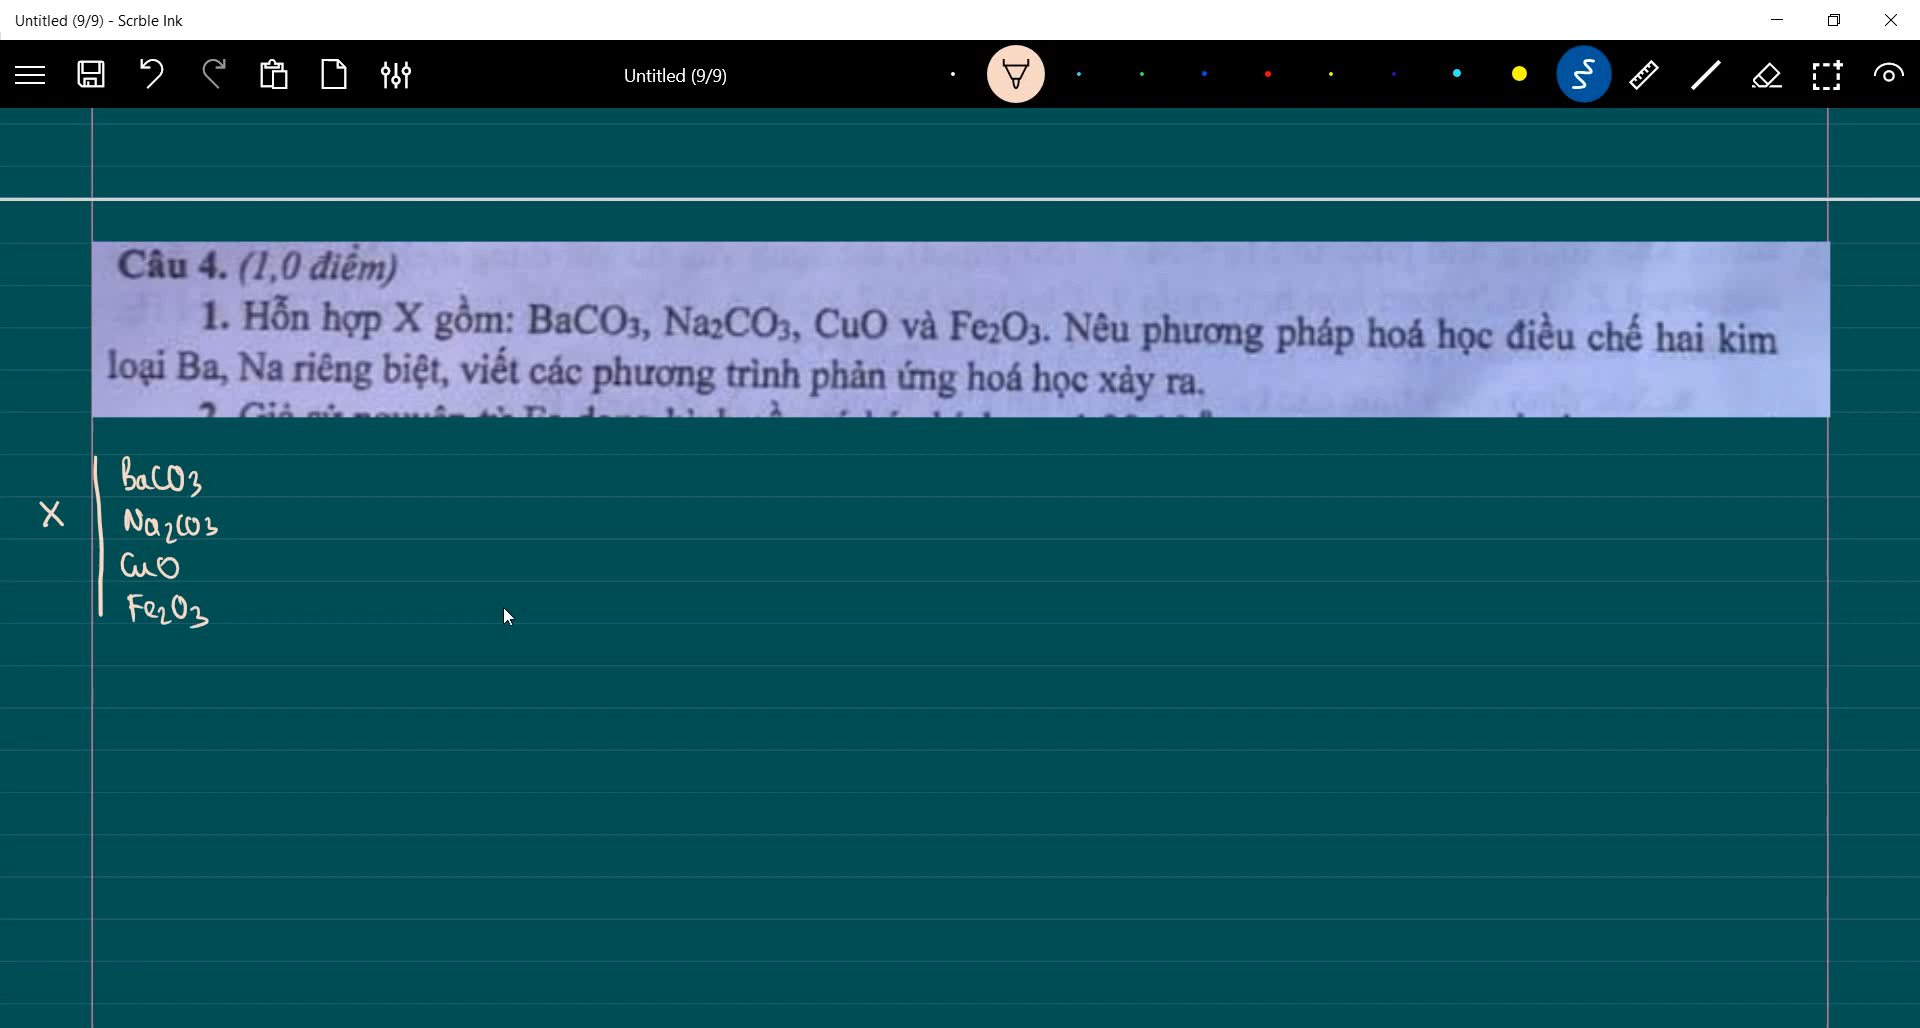 Untitled (9/9) - Scrble Ink
Untitled (9/9)
Câu 4. (1,0 điểm)
1. Hỗn hợp X gồm: BaCO₃, Na₂CO₃, CuO và Fe₂O₃. Nêu phương pháp hoá học điều chế hai kim
loại Ba, Na riêng biệt, viết các phương trình phản ứng hoá học xảy ra.
BaCO₃
X
Na₂CO₃
CuO
Fe₂O₃